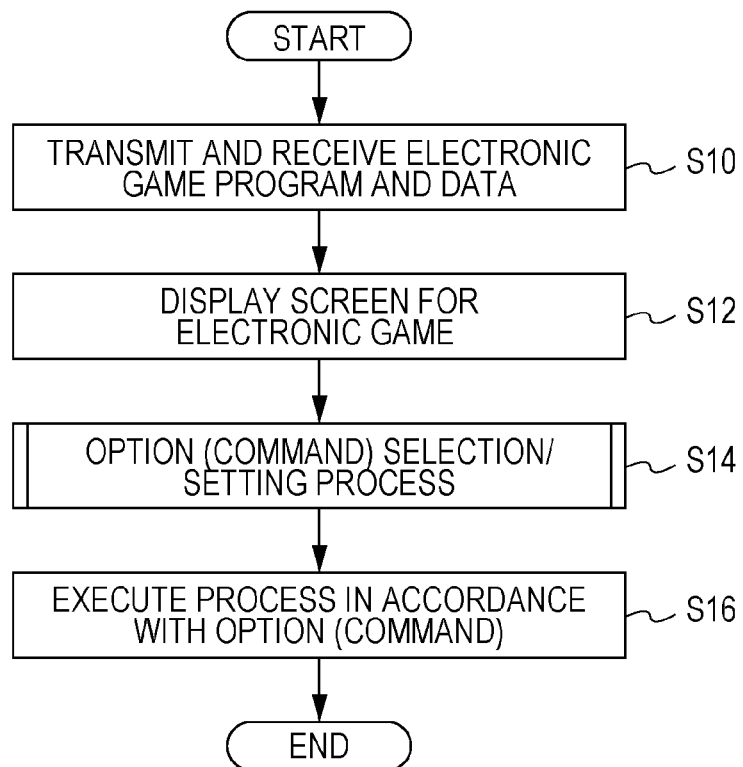 START
TRANSMIT AND RECEIVE ELECTRONIC
GAME PROGRAM AND DATA
S10
DISPLAY SCREEN FOR
ELECTRONIC GAME
S12
OPTION (COMMAND) SELECTION/
SETTING PROCESS
S14
EXECUTE PROCESS IN ACCORDANCE
WITH OPTION (COMMAND)
S16
END